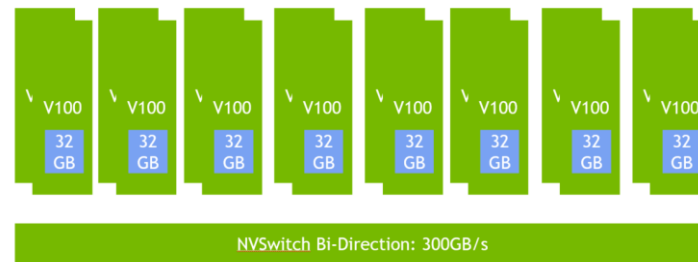 V100 V100 V100 V100 V100 V100 V100 V100
32 32 32 32 32 32 32 32
GB GB GB GB GB GB GB GB
NVSwitch Bi-Direction: 300GB/s